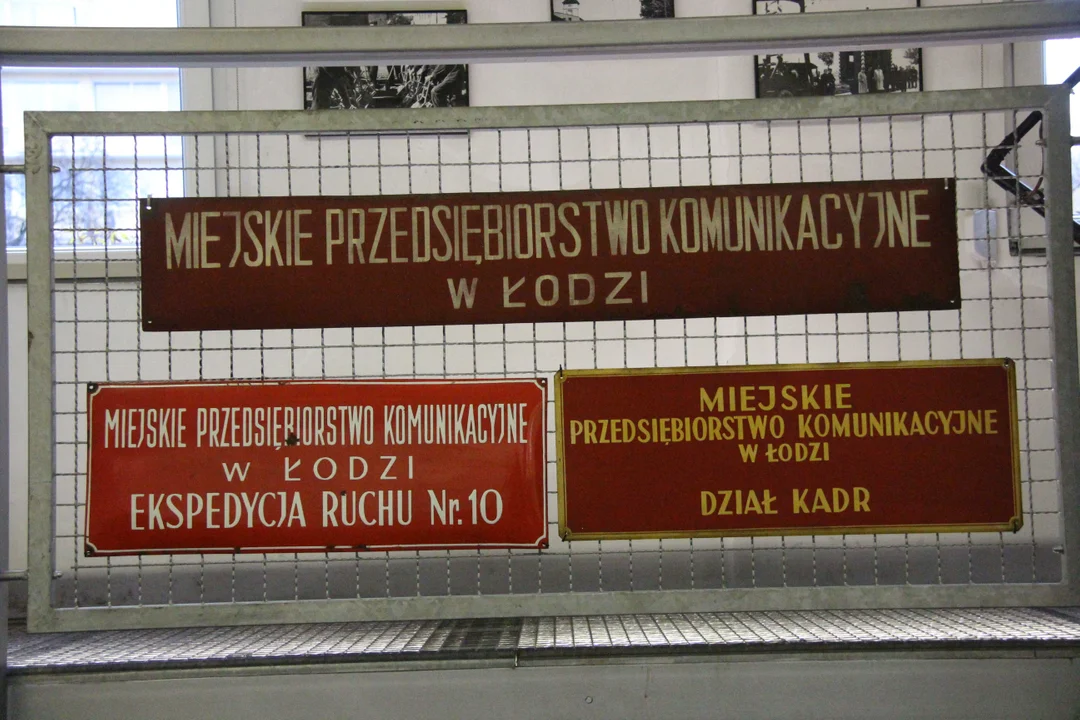 MIEJSKIE PRZEDSIĘBIORSTWO KOMUNIKACYJNE
W ŁODZI
MIEJSKIE PRZEDSIĘBIORSTWO KOMUNIKACYJNE
W ŁODZI
EKSPEDYCJA RUCHU Nr. 10
MIEJSKIE
PRZEDSIĘBIORSTWO KOMUNIKACYJNE
W ŁODZI
DZIAŁ KADR